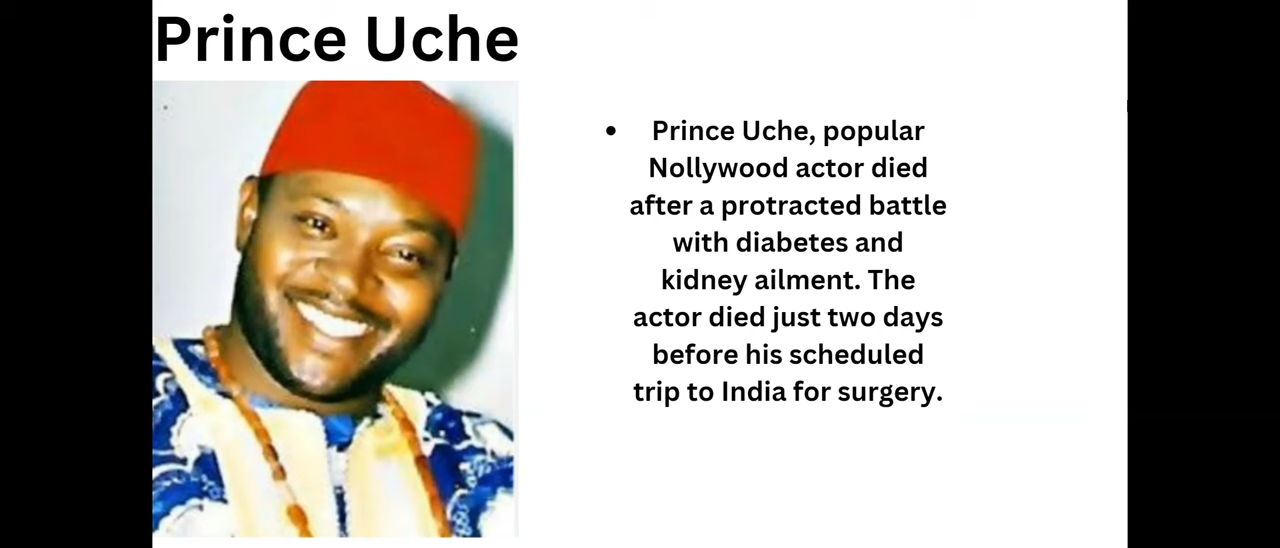 Prince Uche
• Prince Uche, popular
Nollywood actor died
after a protracted battle
with diabetes and
kidney ailment. The
actor died just two days
before his scheduled
trip to India for surgery.